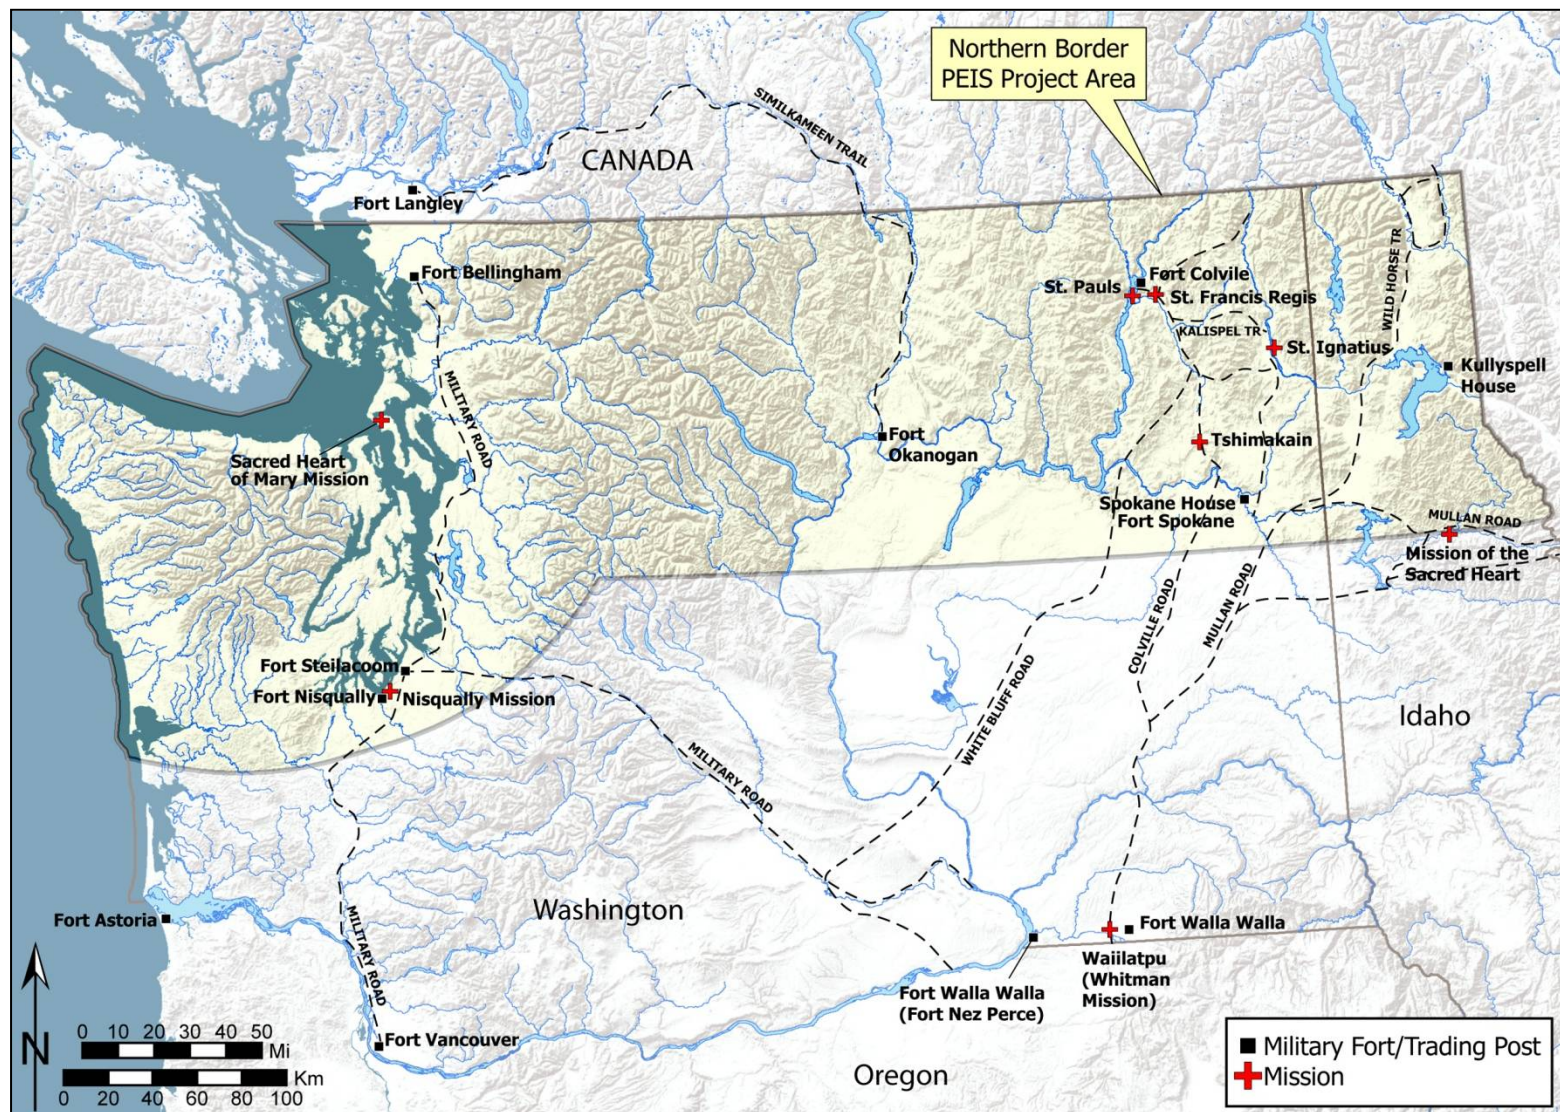 Northern Border
PEIS Project Area
SIMILKAMEEN TRAIL
CANADA
Fort Langley
Fort Bellingham
Fort Colvile
St. Pauls
St. Francis Regis
WILD HORSE TR
KALISPEL TR
St. Ignatius
Kullyspell
House
MILITARY ROAD
Fort
Okanogan
Tshimakain
Sacred Heart
of Mary Mission
Spokane House
Fort Spokane
MULLAN ROAD
Mission of the
Sacred Heart
COLVILLE ROAD
MULLAN ROAD
WHITE BLUFF ROAD
Fort Steilacoom
Fort Nisqually
Nisqually Mission
Idaho
MILITARY ROAD
Washington
Fort Astoria
MILITARY ROAD
Fort Walla Walla
Waiilatpu
(Whitman
Mission)
Fort Walla Walla
(Fort Nez Perce)
Fort Vancouver
Oregon
N
0 10 20 30 40 50
Mi
Km
0 20 40 60 80 100
Military Fort/Trading Post
Mission